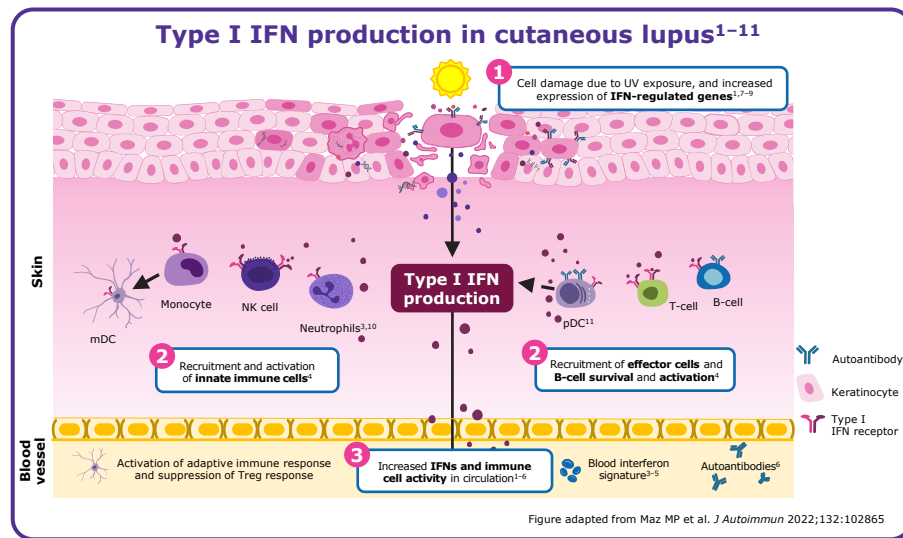 Type I IFN production in cutaneous lupus¹⁻¹¹
1
Cell damage due to UV exposure, and increased
expression of IFN-regulated genes¹,⁷⁻⁹
Skin
Type I IFN
production
mDC
Monocyte
NK cell
Neutrophils³,¹⁰
pDC¹¹
T-cell
B-cell
2
Recruitment and activation
of innate immune cells⁴
2
Recruitment of effector cells and
B-cell survival and activation⁴
Autoantibody
Keratinocyte
Type I
IFN receptor
Blood
vessel
Activation of adaptive immune response
and suppression of Treg response
3
Increased IFNs and immune
cell activity in circulation¹⁻⁶
Blood interferon
signature³⁻⁵
Autoantibodies⁶
Figure adapted from Maz MP et al. J Autoimmun 2022;132:102865